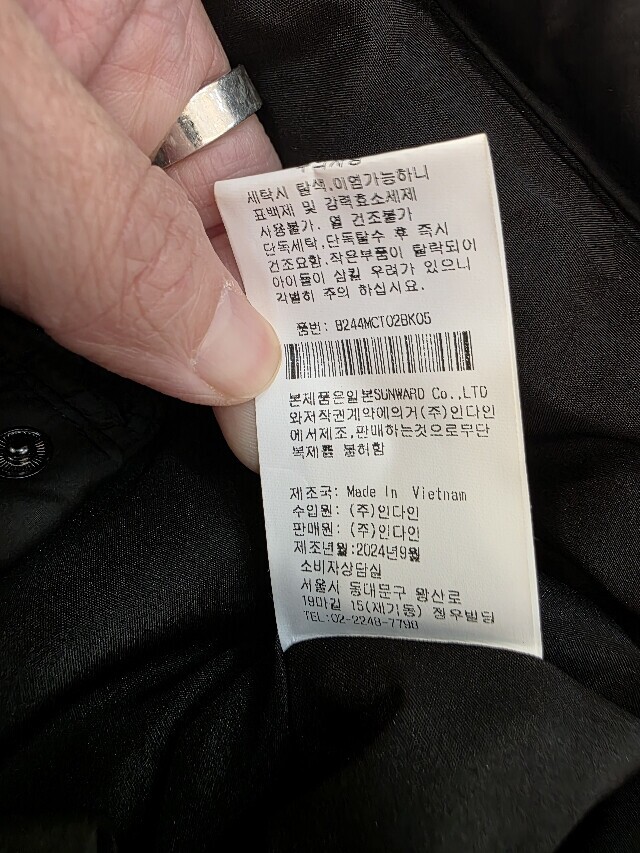 세탁시 탈색.이염가능하니
표백제 및 강력효소세제
사용불가. 열 건조불가
단독세탁.단독탈수 후 즉시
건조요함.작은부품이 탈락되어
아이들이 삼킬 우려가 있으니
각별히 주의 하십시요.
품번: B244MCT02BK05
본제품은일본SUNWARD Co.,LTD
와저작권계약에의거(주)인다인
에서제조,판매하는것으로무단
복제를 불허함
제조국: Made In Vietnam
수입원: (주)인다인
판매원: (주)인다인
제조년월:2024년9월
소비자상담실
서울시 동대문구 왕산로
19마길 15(제기동) 정우빌딩
TEL:02-2248-7798